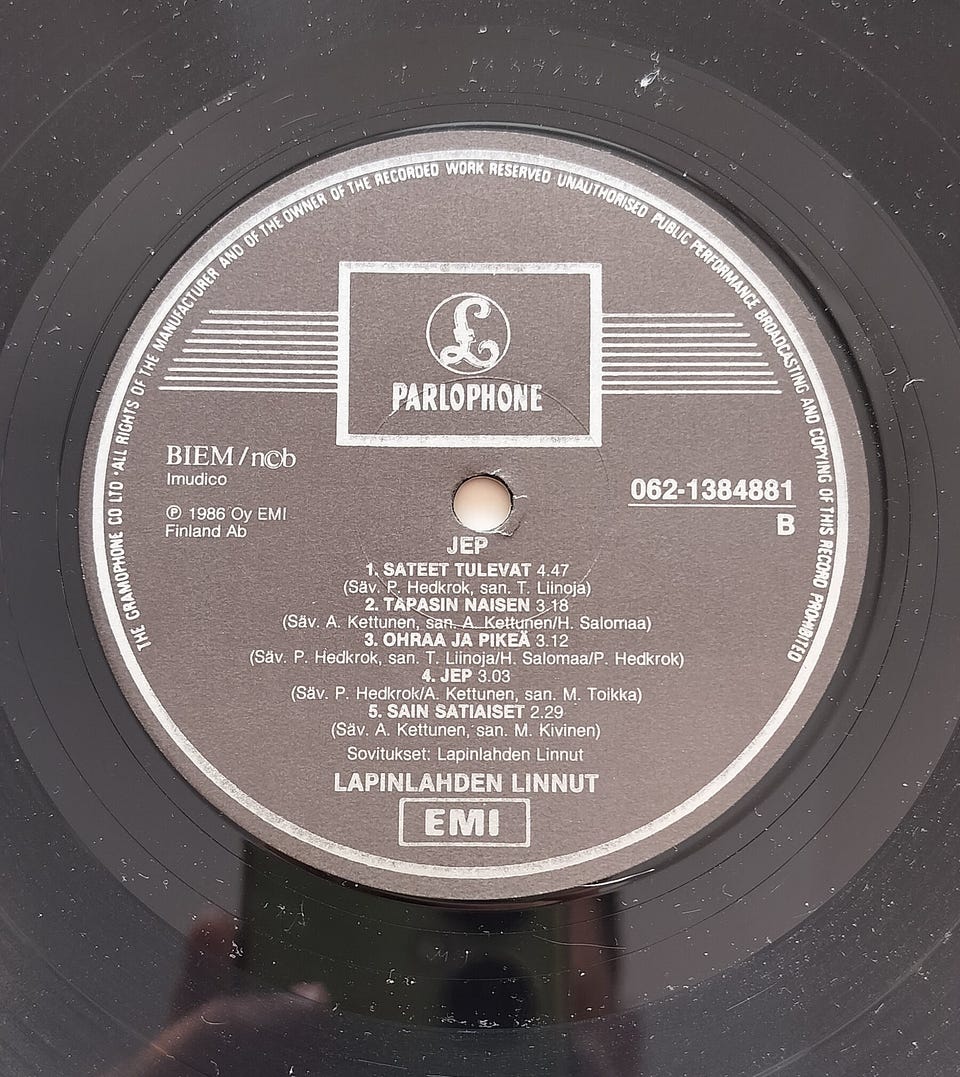 THE GRAMOPHONE CO LTD · ALL RIGHTS OF THE MANUFACTURER AND OF THE OWNER OF THE RECORDED WORK RESERVED UNAUTHORISED PUBLIC PERFORMANCE BROADCASTING AND COPYING OF THIS RECORD PROHIBITED
£
PARLOPHONE
BIEM/n©b
Imudico
℗ 1986 Oy EMI
Finland Ab
062-1384881
B
JEP
1. SATEET TULEVAT 4.47
(Säv. P. Hedkrok, san. T. Liinoja)
2. TAPASIN NAISEN 3.18
(Säv. A. Kettunen, san. A. Kettunen/H. Salomaa)
3. OHRAA JA PIKEÄ 3.12
(Säv. P. Hedkrok, san. T. Liinoja/H. Salomaa/P. Hedkrok)
4. JEP 3.03
(Säv. P. Hedkrok/A. Kettunen, san. M. Toikka)
5. SAIN SATIAISET 2.29
(Säv. A. Kettunen, san. M. Kivinen)
Sovitukset: Lapinlahden Linnut
LAPINLAHDEN LINNUT
EMI